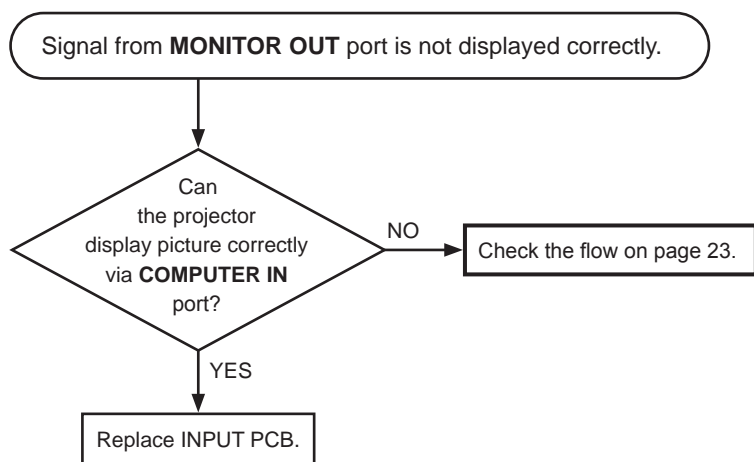 Signal from MONITOR OUT port is not displayed correctly.
Can
the projector
display picture correctly
via COMPUTER IN
port?
NO
Check the flow on page 23.
YES
Replace INPUT PCB.